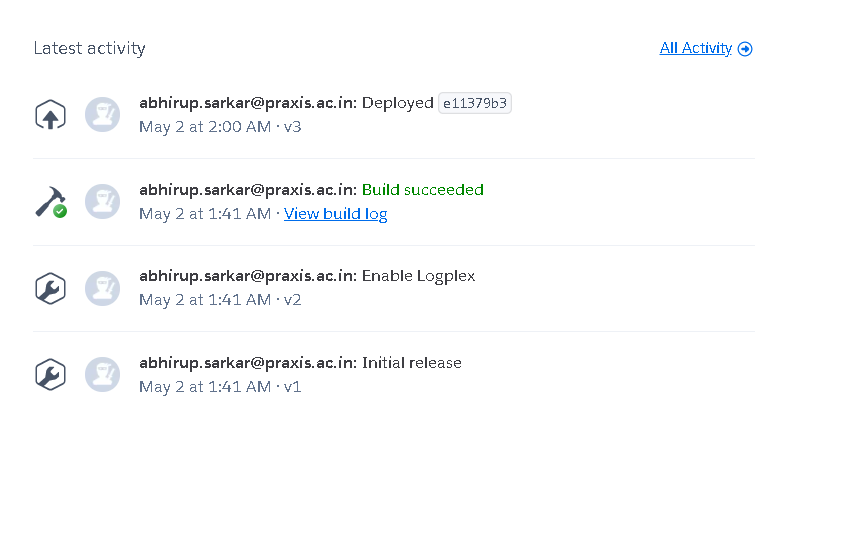 Latest activity
All Activity
abhirup.sarkar@praxis.ac.in: Deployed e11379b3
May 2 at 2:00 AM · v3
abhirup.sarkar@praxis.ac.in: Build succeeded
May 2 at 1:41 AM · View build log
abhirup.sarkar@praxis.ac.in: Enable Logplex
May 2 at 1:41 AM · v2
abhirup.sarkar@praxis.ac.in: Initial release
May 2 at 1:41 AM · v1